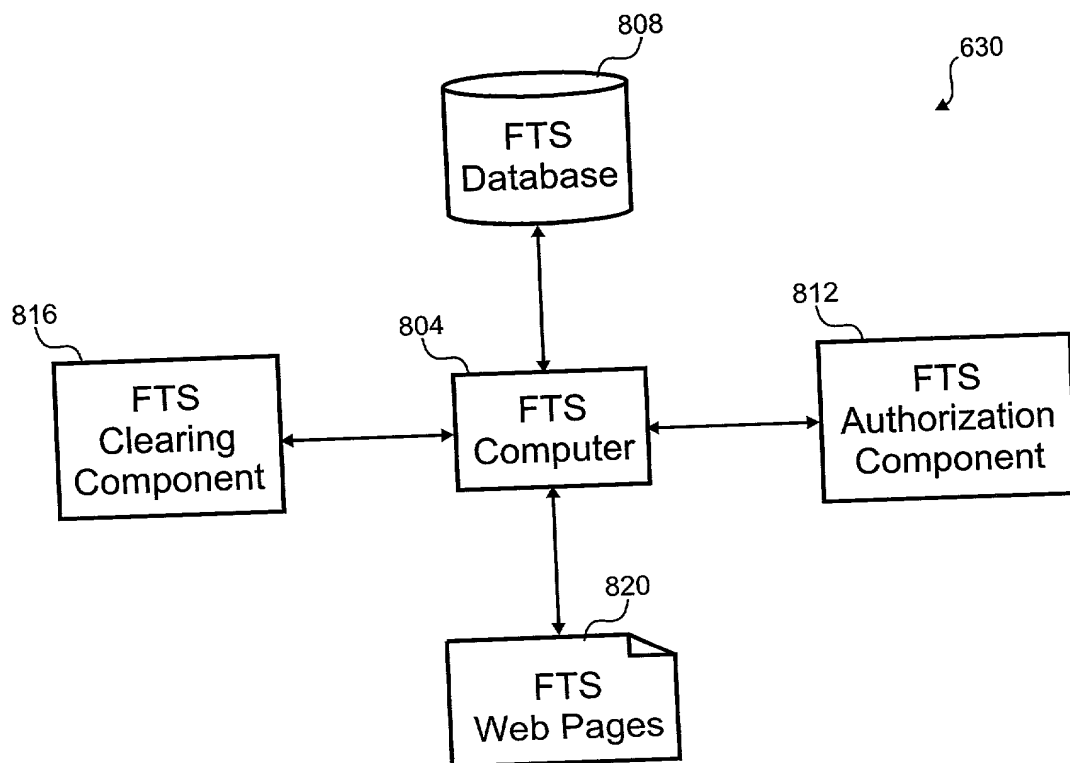 808
630
FTS
Database
816
804
812
FTS
Clearing
Component
FTS
Computer
FTS
Authorization
Component
820
FTS
Web Pages